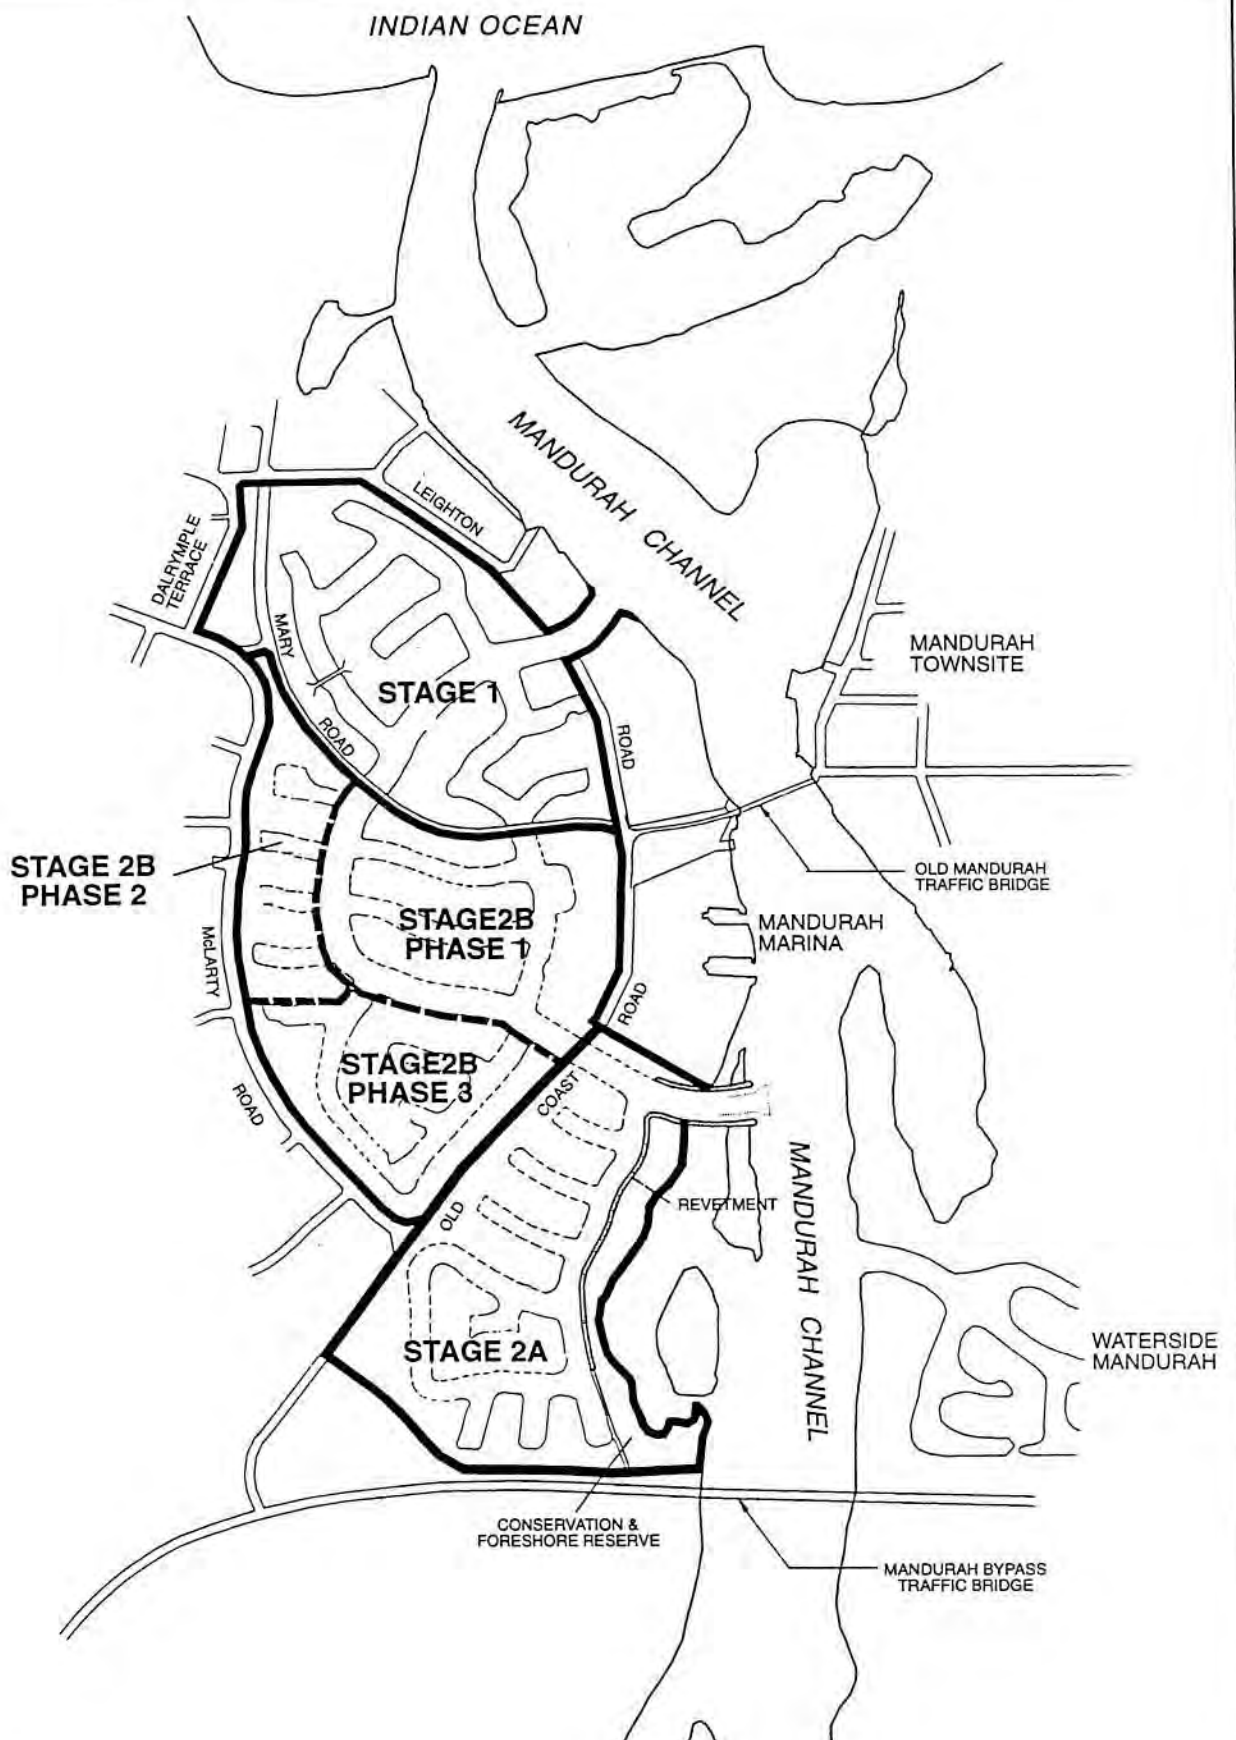 INDIAN OCEAN
MANDURAH CHANNEL
LEIGHTON
DALRYMPLE
TERRACE
MARY
ROAD
STAGE 1
ROAD
MANDURAH
TOWNSITE
STAGE 2B
PHASE 2
OLD MANDURAH
TRAFFIC BRIDGE
STAGE2B
PHASE 1
MANDURAH
MARINA
McLARTY
ROAD
ROAD
STAGE2B
PHASE 3
COAST
OLD
REVETMENT
MANDURAH CHANNEL
STAGE 2A
WATERSIDE
MANDURAH
CONSERVATION &
FORESHORE RESERVE
MANDURAH BYPASS
TRAFFIC BRIDGE